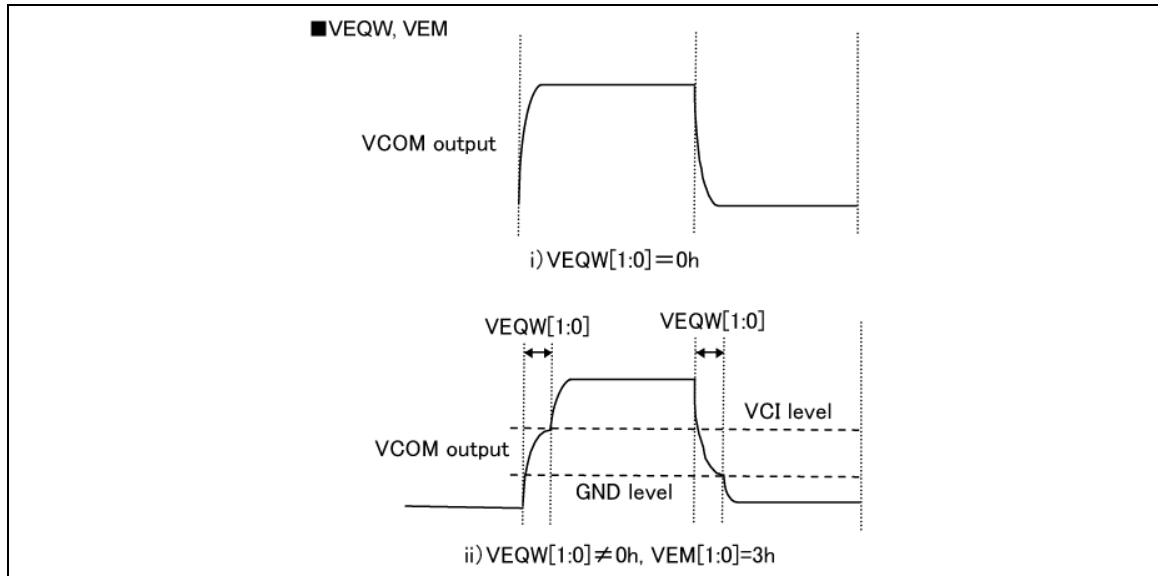 ■VEQW, VEM
VCOM output
i) VEQW[1:0]=0h
VEQW[1:0]
VEQW[1:0]
VCI level
VCOM output
GND level
ii) VEQW[1:0]≠0h, VEM[1:0]=3h